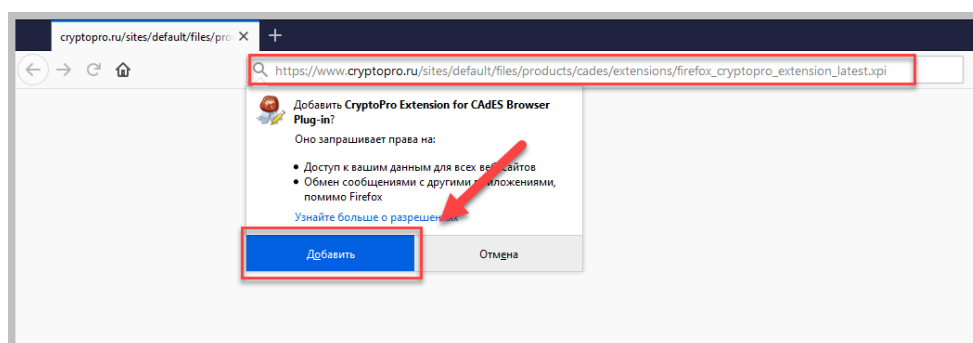 cryptopro.ru/sites/default/files/pro
https://www.cryptopro.ru/sites/default/files/products/cades/extensions/firefox_cryptopro_extension_latest.xpi
Добавить CryptoPro Extension for CAdES Browser
Plug-in?
Оно запрашивает права на:
Доступ к вашим данным для всех веб-сайтов
Обмен сообщениями с другими приложениями,
помимо Firefox
Узнайте больше о разрешениях
Добавить
Отмена